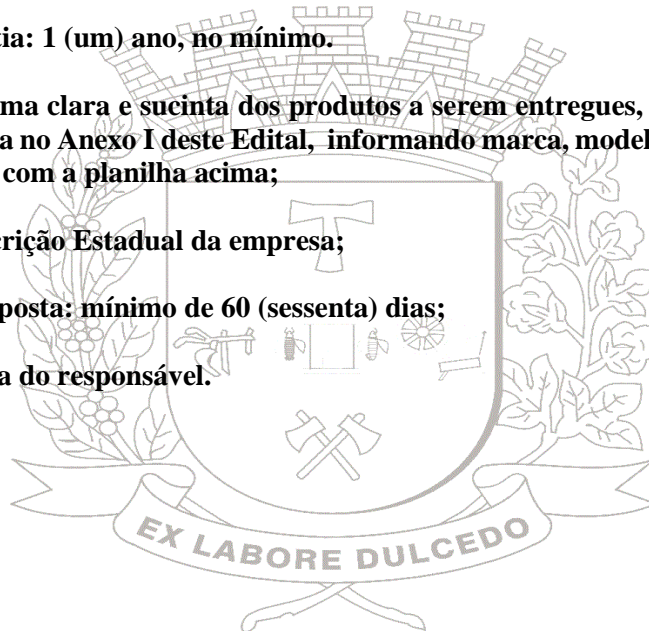 tia: 1 (um) ano, no mínimo.
ma clara e sucinta dos produtos a serem entregues,
a no Anexo I deste Edital, informando marca, model
com a planilha acima;
crição Estadual da empresa;
posta: mínimo de 60 (sessenta) dias;
a do responsável.
EX LABORE DULCEDO